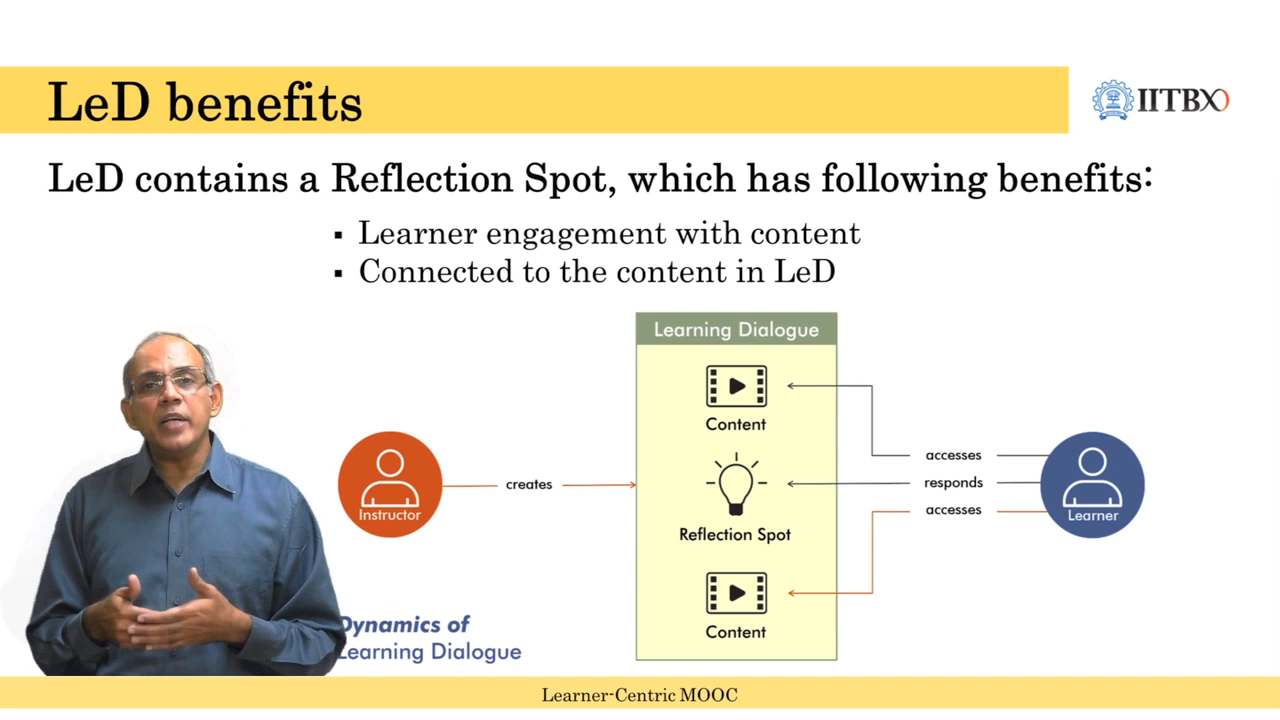 LeD benefits
IITBX
LeD contains a Reflection Spot, which has following benefits:
▪ Learner engagement with content
▪ Connected to the content in LeD
Learning Dialogue
Content
accesses
Instructor
creates
responds
Learner
Reflection Spot
accesses
Content
Dynamics of
Learning Dialogue
Learner-Centric MOOC